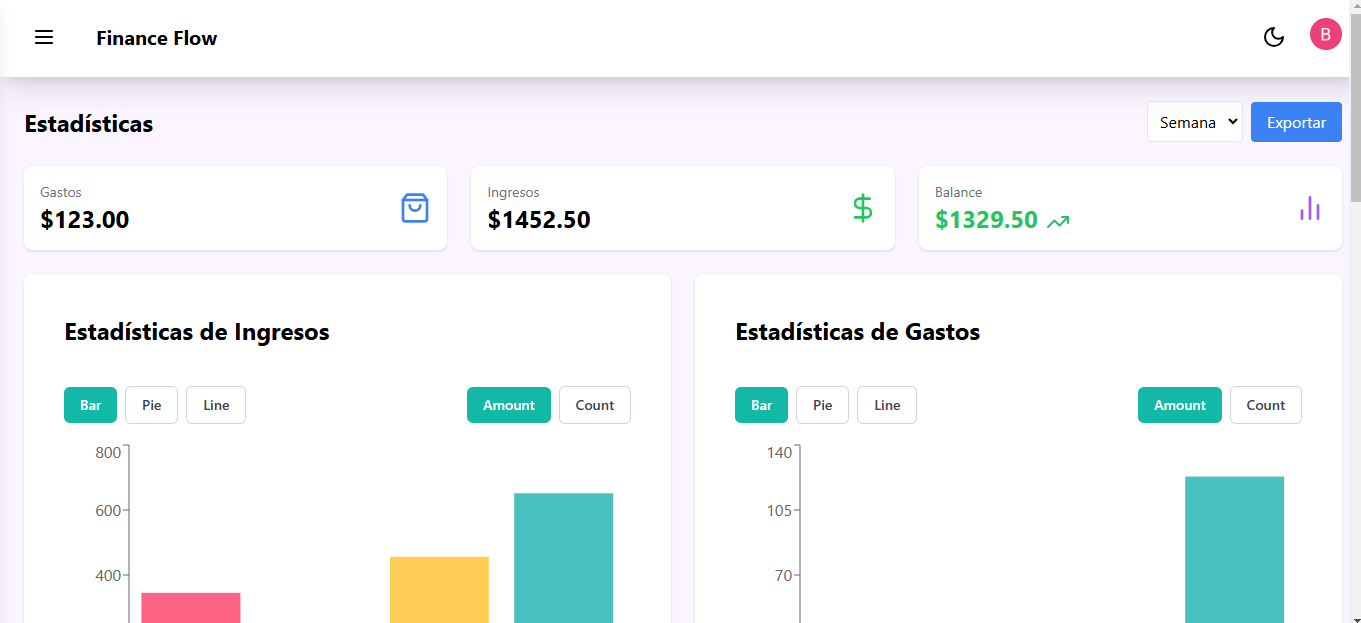 Finance Flow
B
Estadísticas
Semana
Exportar
Gastos
$123.00
Ingresos
$1452.50
Balance
$1329.50
Estadísticas de Ingresos
Bar
Pie
Line
Amount
Count
800
600
400
Estadísticas de Gastos
Bar
Pie
Line
Amount
Count
140
105
70